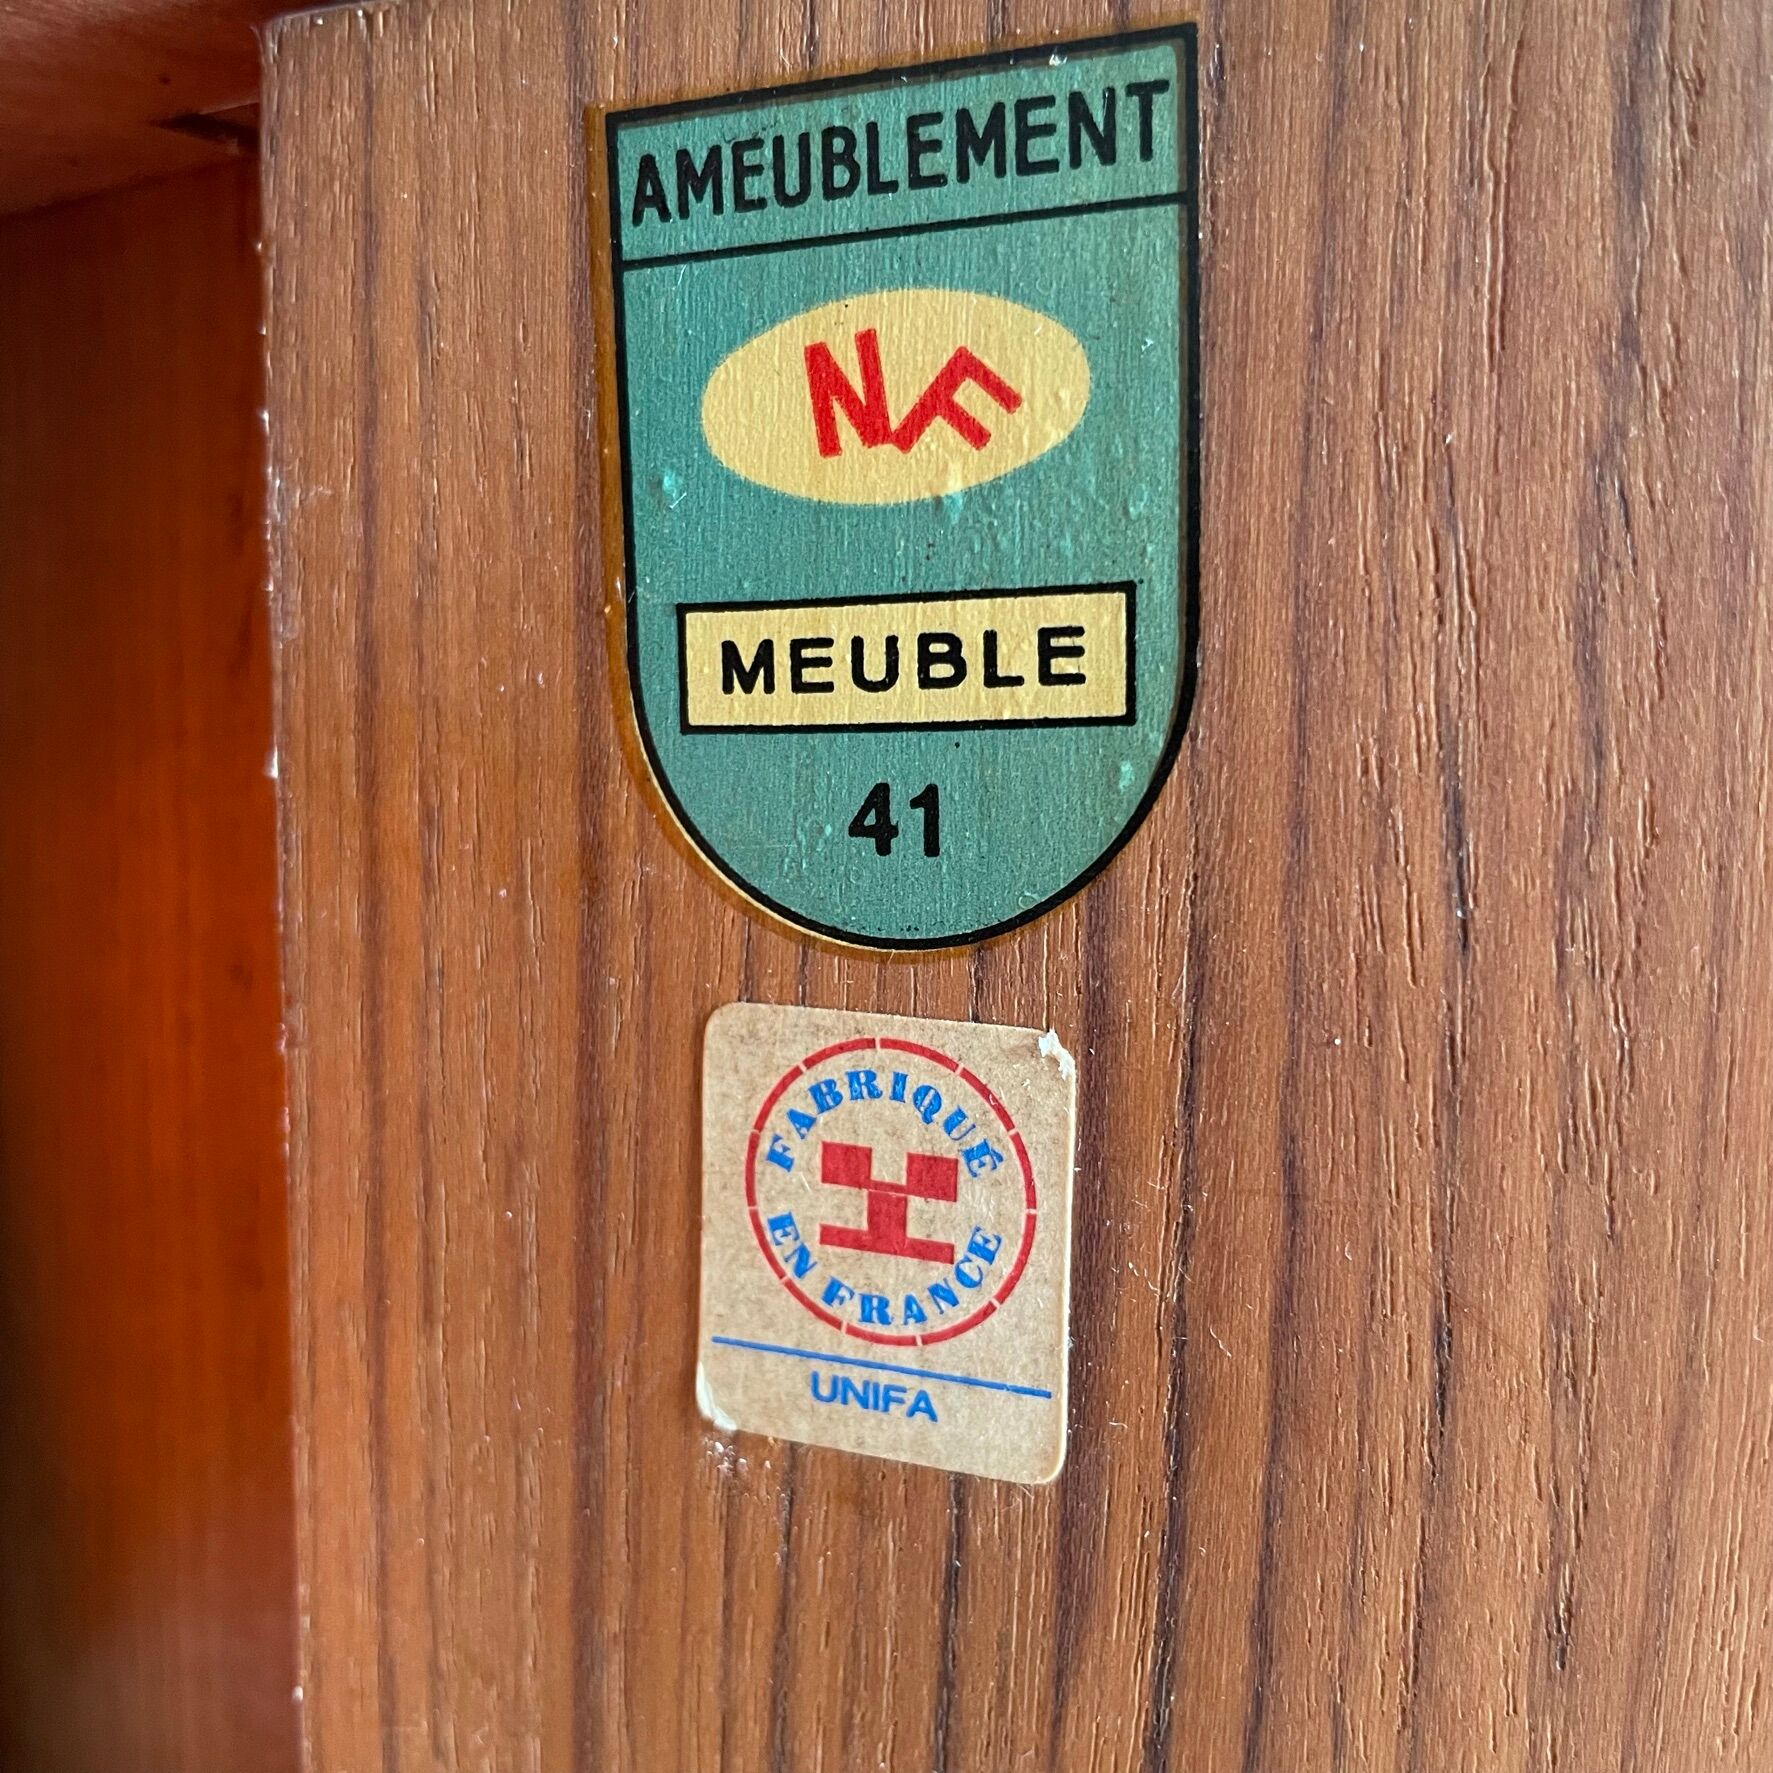 AMEUBLEMENT
NF
MEUBLE
41
FABRIQUÉ
EN FRANCE
UNIFA